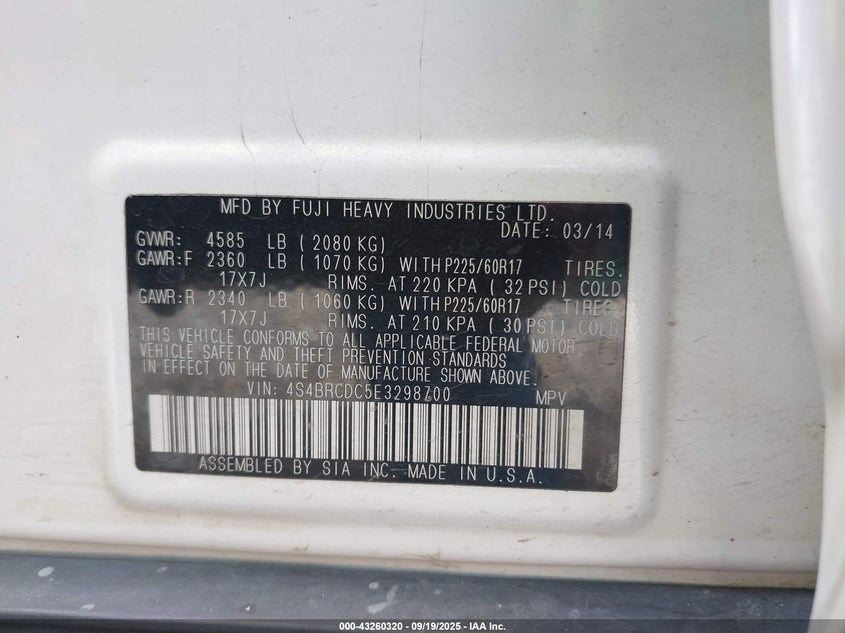 MFD BY FUJI HEAVY INDUSTRIES LTD.
DATE: 03/14
GVWR: 4585 LB ( 2080 KG)
GAWR:F 2360 LB ( 1070 KG) WITH P225/60R17 TIRES.
17X7J RIMS. AT 220 KPA ( 32 PSI) COLD
GAWR:R 2340 LB ( 1060 KG) WITH P225/60R17 TIRES.
17X7J RIMS. AT 210 KPA ( 30 PSI) COLD
THIS VEHICLE CONFORMS TO ALL APPLICABLE FEDERAL MOTOR
VEHICLE SAFETY AND THEFT PREVENTION STANDARDS
IN EFFECT ON THE DATE OF MANUFACTURE SHOWN ABOVE.
VIN: 4S4BRCDC5E3298700 MPV
ASSEMBLED BY SIA INC. MADE IN U.S.A.
000-43260320 - 09/19/2025 - IAA Inc.